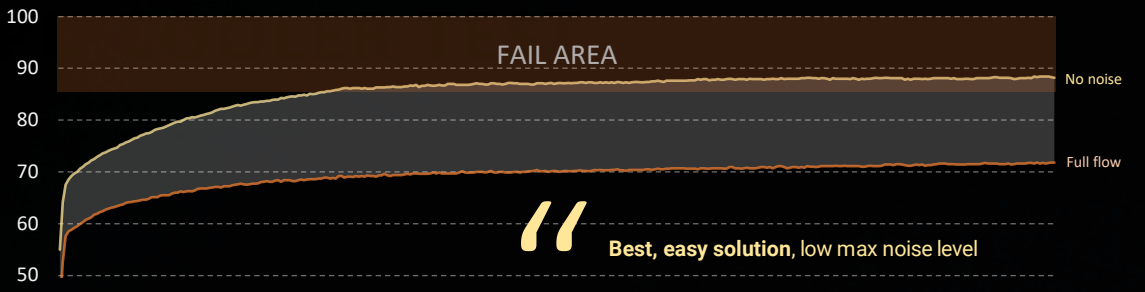 100
FAIL AREA
90
No noise
80
Full flow
70
60
“
Best, easy solution, low max noise level
50